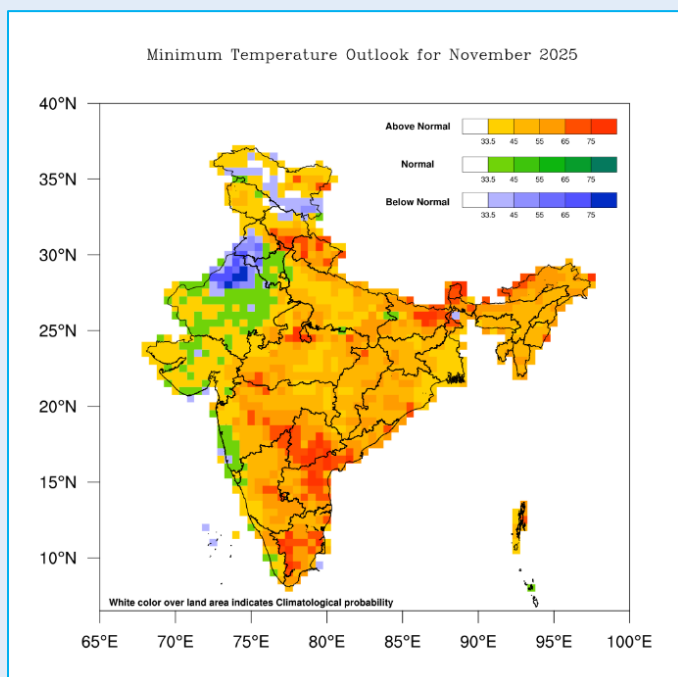 Minimum Temperature Outlook for November 2025
40°N
35°N
30°N
25°N
20°N
15°N
10°N
Above Normal
33.5 45 55 65 75
Normal
33.5 45 55 65 75
Below Normal
33.5 45 55 65 75
White color over land area indicates Climatological probability
65°E 70°E 75°E 80°E 85°E 90°E 95°E 100°E